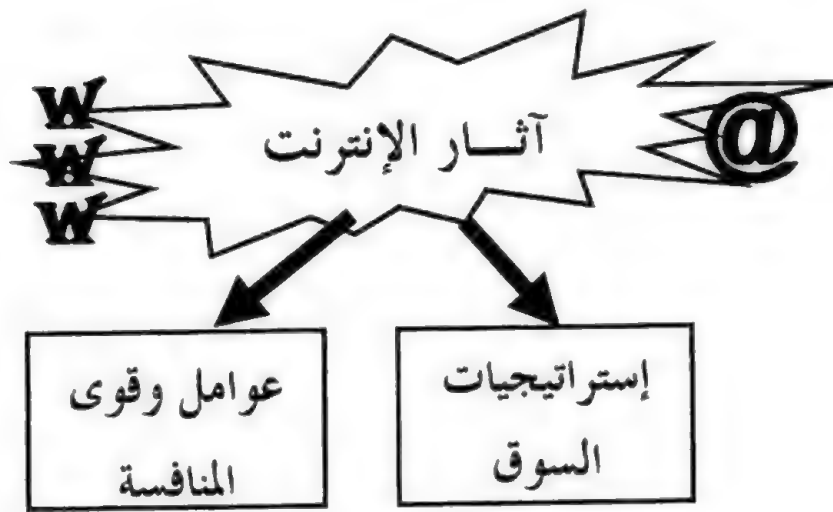 W
W
W
آثـــار الإنترنت
@
إستراتيجيات
السوق
عوامل وقوى
المنافسة